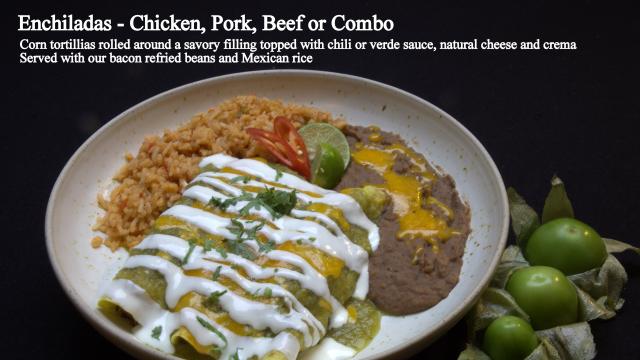 Enchiladas - Chicken, Pork, Beef or Combo
Corn tortillias rolled around a savory filling topped with chili or verde sauce, natural cheese and crema
Served with our bacon refried beans and Mexican rice